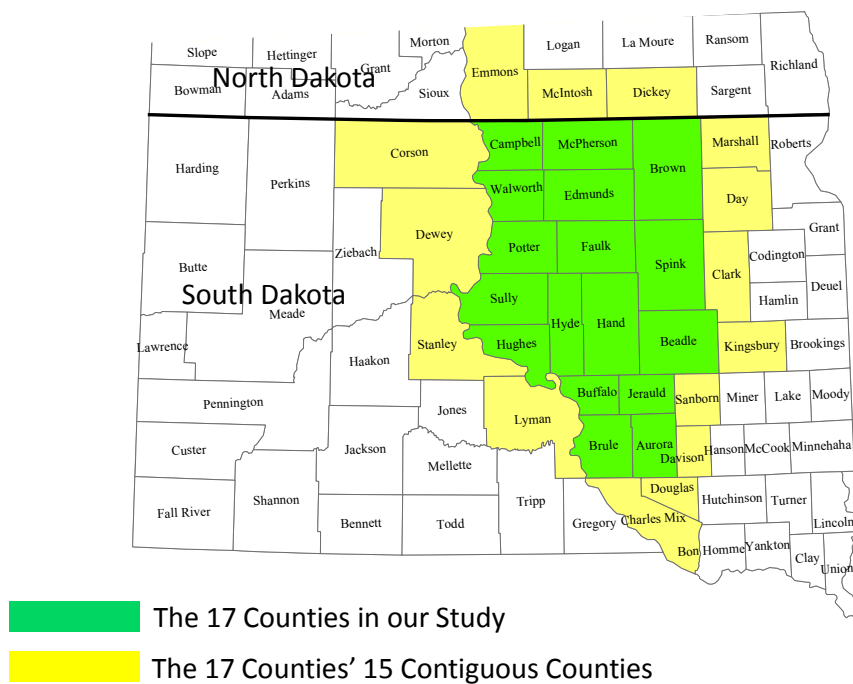 Slope Hettinger Grant Morton Emmons Logan La Moure Ransom Richland
North Dakota
Bowman Adams Sioux McIntosh Dickey Sargent
Harding Perkins Corson Campbell McPherson Brown Marshall Roberts
Walworth Edmunds Day
Butte Ziebach Dewey Potter Faulk Spink Clark Codington Grant
South Dakota
Meade Sully Hyde Hand Hamlin Deuel
Lawrence Haakon Stanley Hughes Beadle Kingsbury Brookings
Pennington Jones Lyman Buffalo Jerauld Sanborn Miner Lake Moody
Custer Jackson Mellette Brule Aurora Davison Hanson McCook Minnehaha
Fall River Shannon Bennett Todd Tripp Gregory Charles Mix Douglas Hutchinson Turner Lincoln
Bon Homme Yankton Clay Union
The 17 Counties in our Study
The 17 Counties' 15 Contiguous Counties